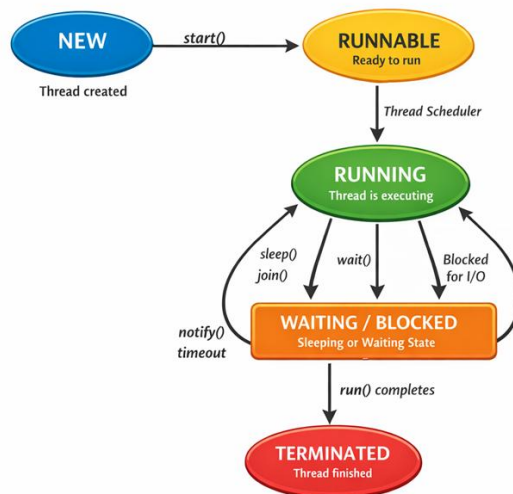 NEW
start()
RUNNABLE
Ready to run
Thread created
Thread Scheduler
RUNNING
Thread is executing
sleep()
join()
wait()
Blocked
for I/O
notify()
timeout
WAITING / BLOCKED
Sleeping or Waiting State
run() completes
TERMINATED
Thread finished